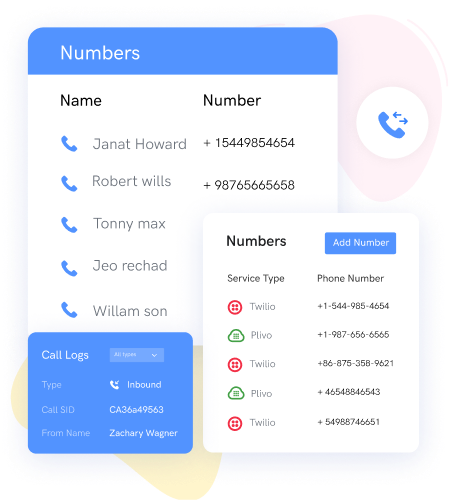 Numbers
Name Number
Janat Howard + 15449854654
Robert wills + 98765665658
Tonny max
Jeo rechad
Willam son
Numbers Add Number
Service Type Phone Number
Twilio +1-544-985-4654
Plivo +1-987-656-6565
Twilio +86-875-358-9621
Plivo + 46548846543
Twilio + 54988746651
Call Logs All types
Type Inbound
Call SID CA36a49563
From Name Zachary Wagner